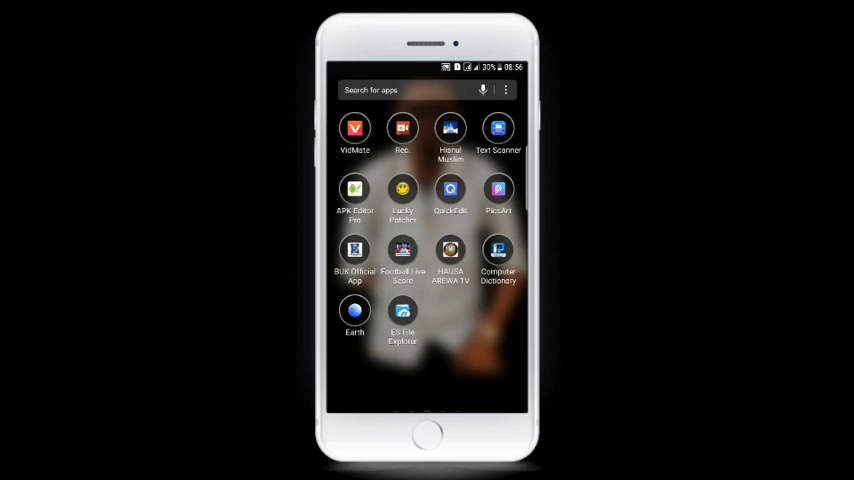 30% 08:56
Search for apps
VidMate Rec. Hisnul Muslim Text Scanner
APK Editor Pro Lucky Patcher QuickEdit PicsArt
BUK Official App Football Live Score HAUSA AREWA TV Computer Dictionary
Earth ES File Explorer